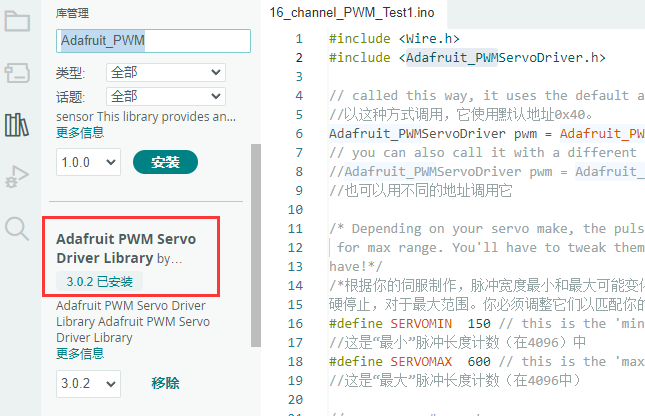 库管理
Adafruit_PWM
类型: 全部
话题: 全部
sensor This library provides an...
更多信息
1.0.0 安装
Adafruit PWM Servo
Driver Library by...
3.0.2 已安装
Adafruit PWM Servo Driver
Library Adafruit PWM Servo
Driver Library
更多信息
3.0.2 移除
16_channel_PWM_Test1.ino
1 #include <Wire.h>
2 #include <Adafruit_PWMServoDriver.h>
3
4 // called this way, it uses the default a
5 //以这种方式调用，它使用默认地址0x40。
6 Adafruit_PWMServoDriver pwm = Adafruit_PW
7 // you can also call it with a different
8 //Adafruit_PWMServoDriver pwm = Adafruit_
9 //也可以用不同的地址调用它
10
11 /* Depending on your servo make, the puls
12 for max range. You'll have to tweak them
13 have!*/
14 /*根据你的伺服制作，脉冲宽度最小和最大可能变化
15 硬停止，对于最大范围。你必须调整它们以匹配你的
16 #define SERVOMIN 150 // this is the 'min
17 //这是“最小”脉冲长度计数（在4096）中
18 #define SERVOMAX 600 // this is the 'max
19 //这是“最大”脉冲长度计数（在4096中）
20